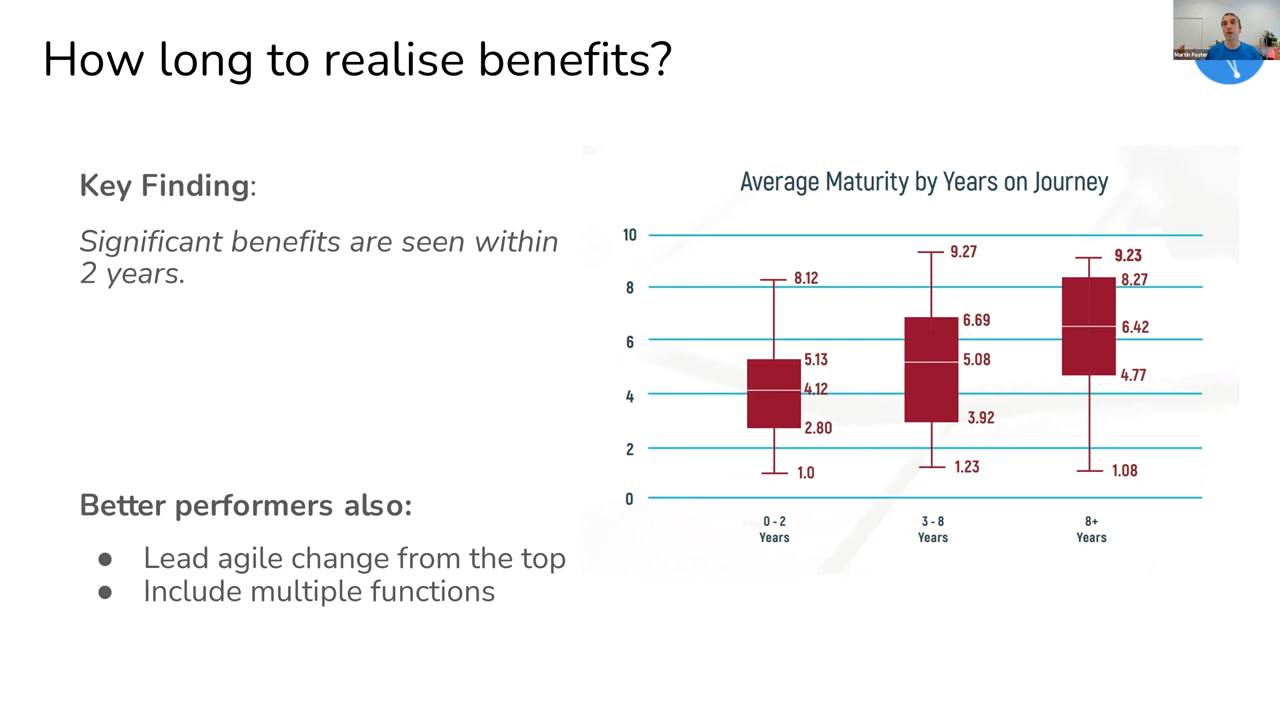 How long to realise benefits?
Martin Foster
Key Finding:
Significant benefits are seen within
2 years.
Better performers also:
● Lead agile change from the top
● Include multiple functions
Average Maturity by Years on Journey
10
8
6
4
2
0
8.12
5.13
4.12
2.80
1.0
9.27
6.69
5.08
3.92
1.23
9.23
8.27
6.42
4.77
1.08
0 - 2
Years
3 - 8
Years
8+
Years